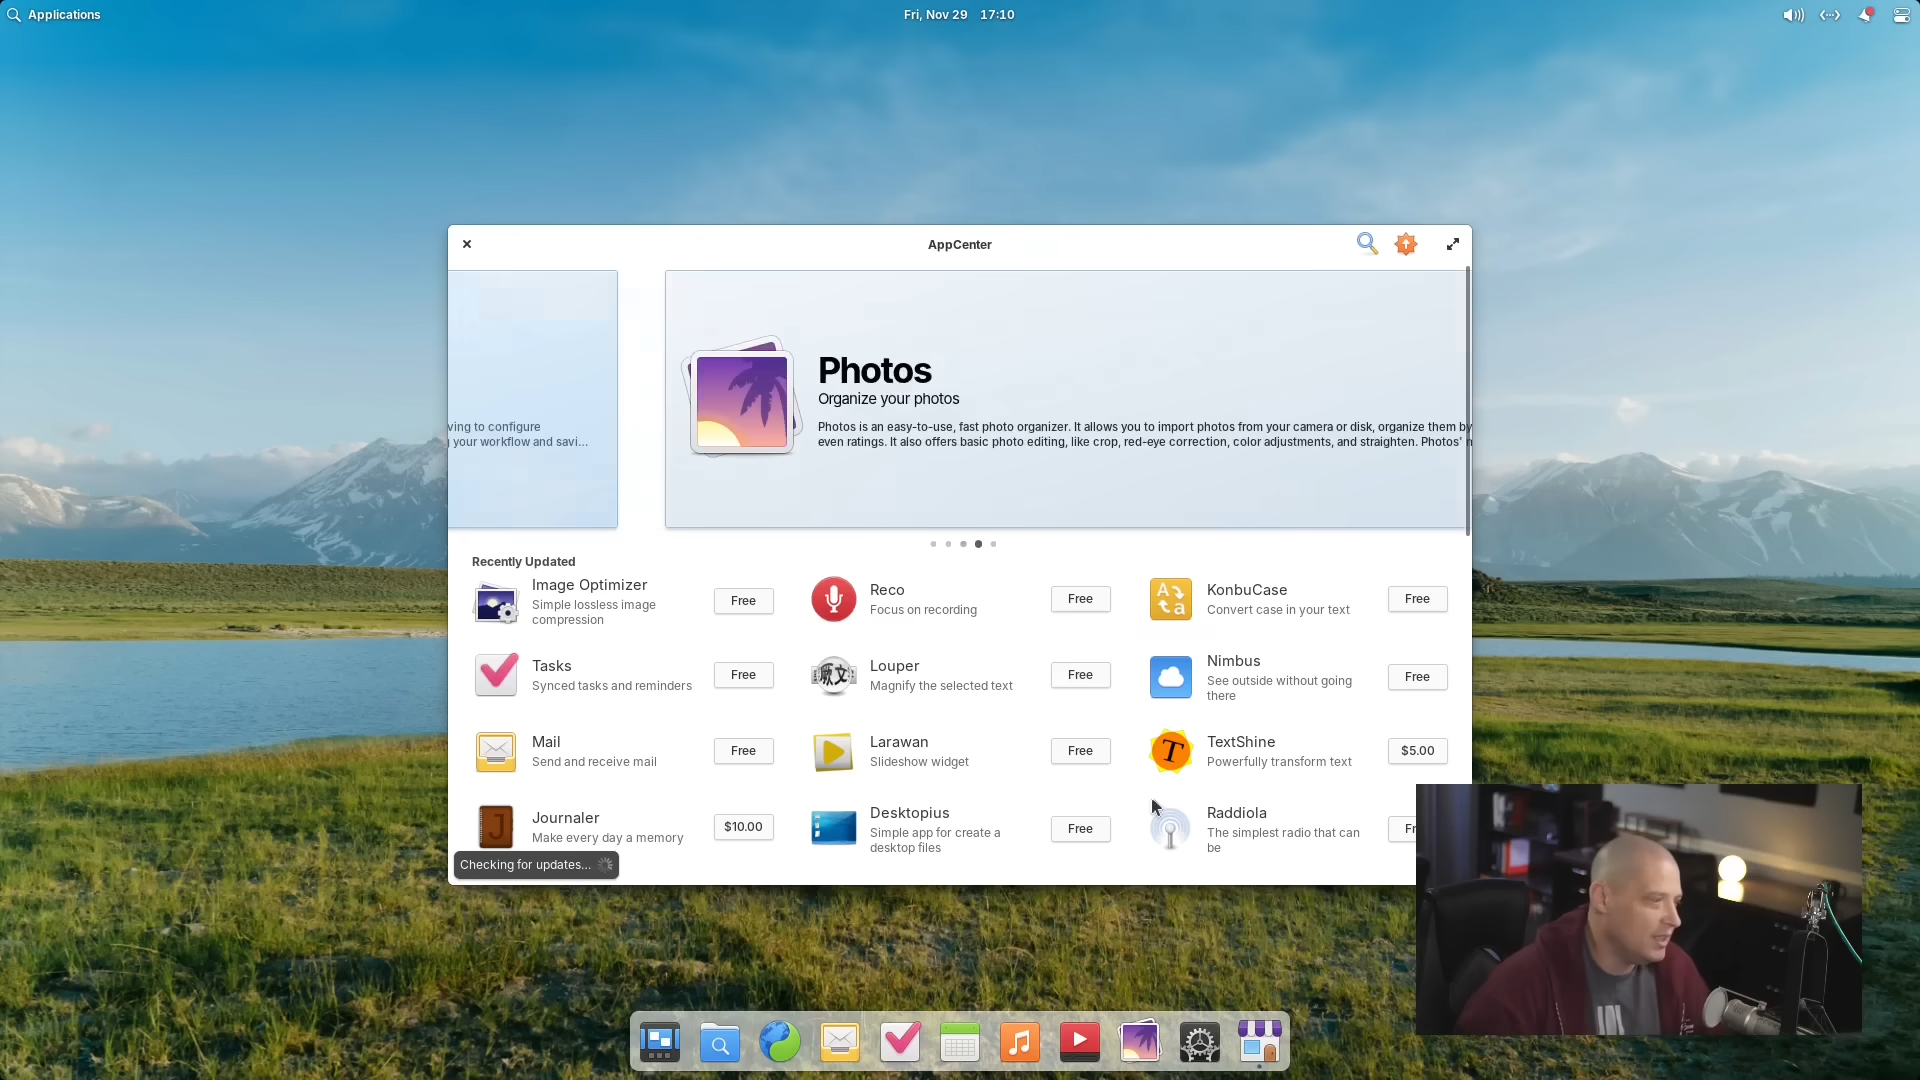 Applications
Fri, Nov 29 17:10
AppCenter
ving to configure
your workflow and savi...
Photos
Organize your photos
Photos is an easy-to-use, fast photo organizer. It allows you to import photos from your camera or disk, organize them by
even ratings. It also offers basic photo editing, like crop, red-eye correction, color adjustments, and straighten. Photos'
Recently Updated
Image Optimizer
Simple lossless image
compression
Free
Reco
Focus on recording
Free
KonbuCase
Convert case in your text
Free
Tasks
Synced tasks and reminders
Free
Louper
Magnify the selected text
Free
Nimbus
See outside without going
there
Free
Mail
Send and receive mail
Free
Larawan
Slideshow widget
Free
TextShine
Powerfully transform text
$5.00
Journaler
Make every day a memory
$10.00
Desktopius
Simple app for create a
desktop files
Free
Raddiola
The simplest radio that can
be
Fr
Checking for updates...